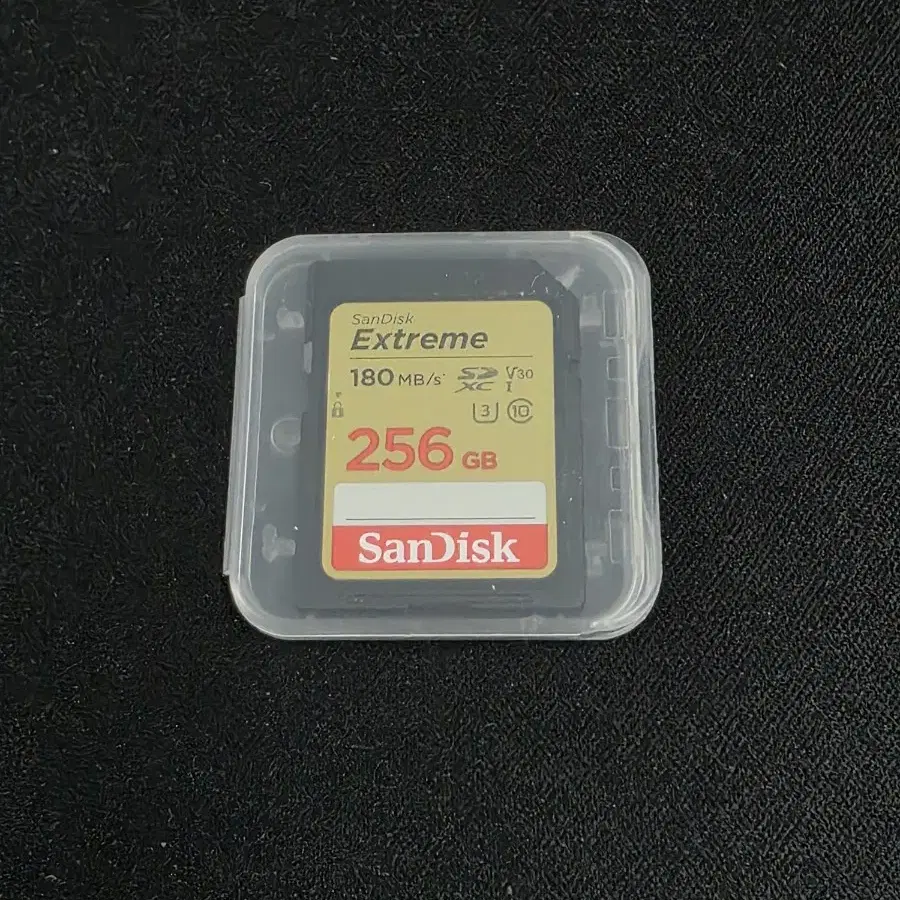 SanDisk
Extreme
180 MB/s* SD XC V30 I
3 10
256 GB
SanDisk